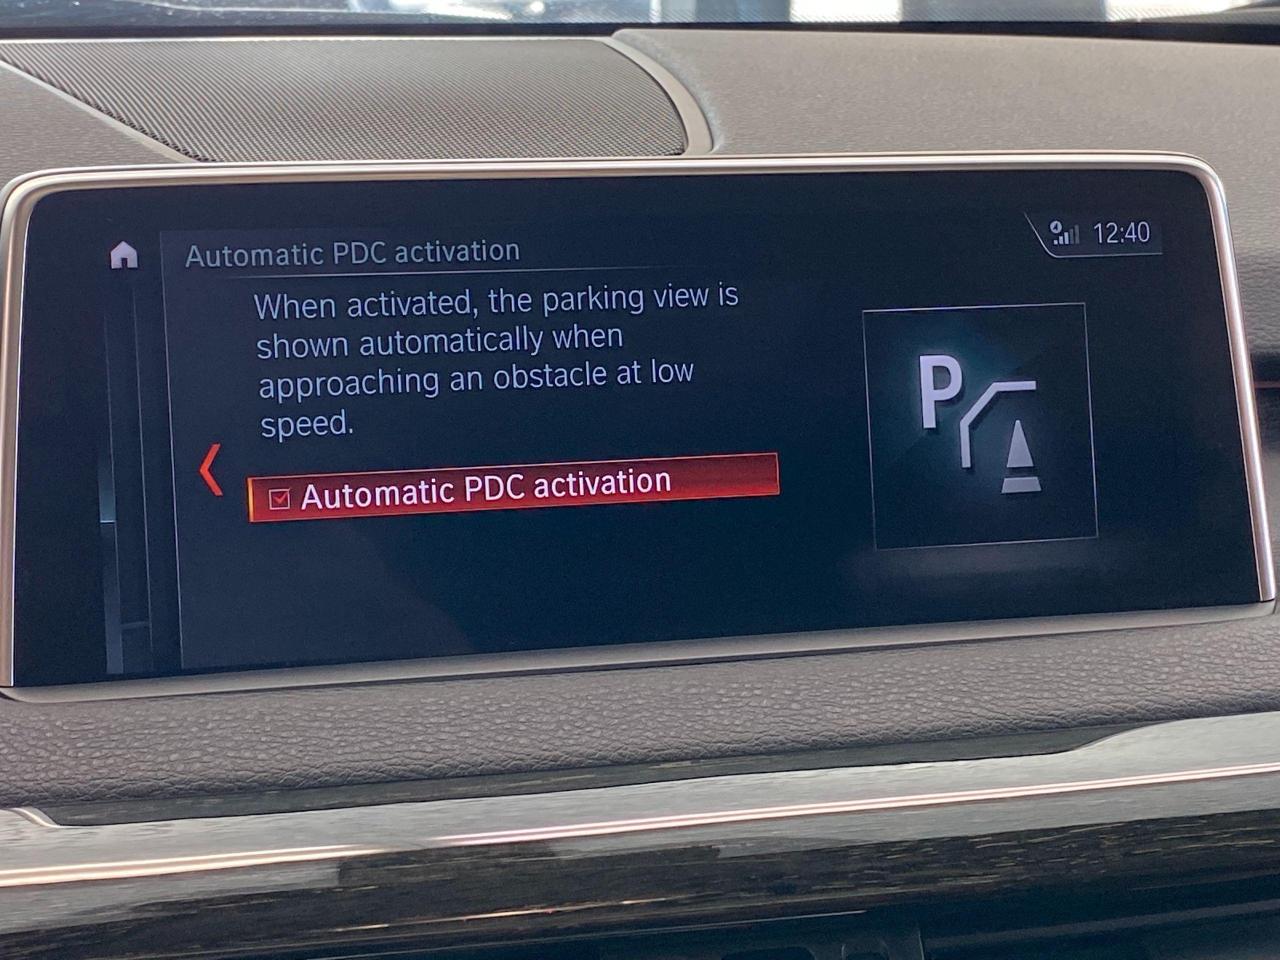 Automatic PDC activation
12:40
When activated, the parking view is
shown automatically when
approaching an obstacle at low
speed.
Automatic PDC activation
P